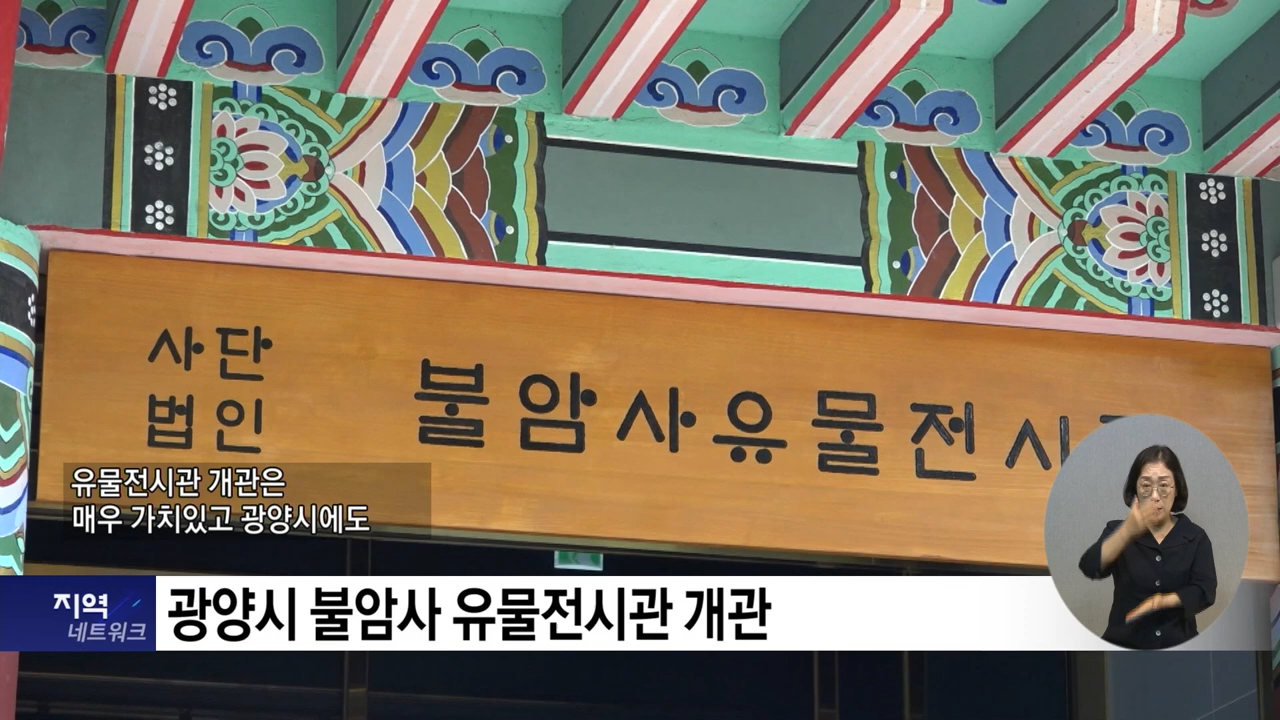 사단
법인
불암사유물전시
유물전시관 개관은
매우 가치있고 광양시에도
지역
네트워크
광양시 불암사 유물전시관 개관